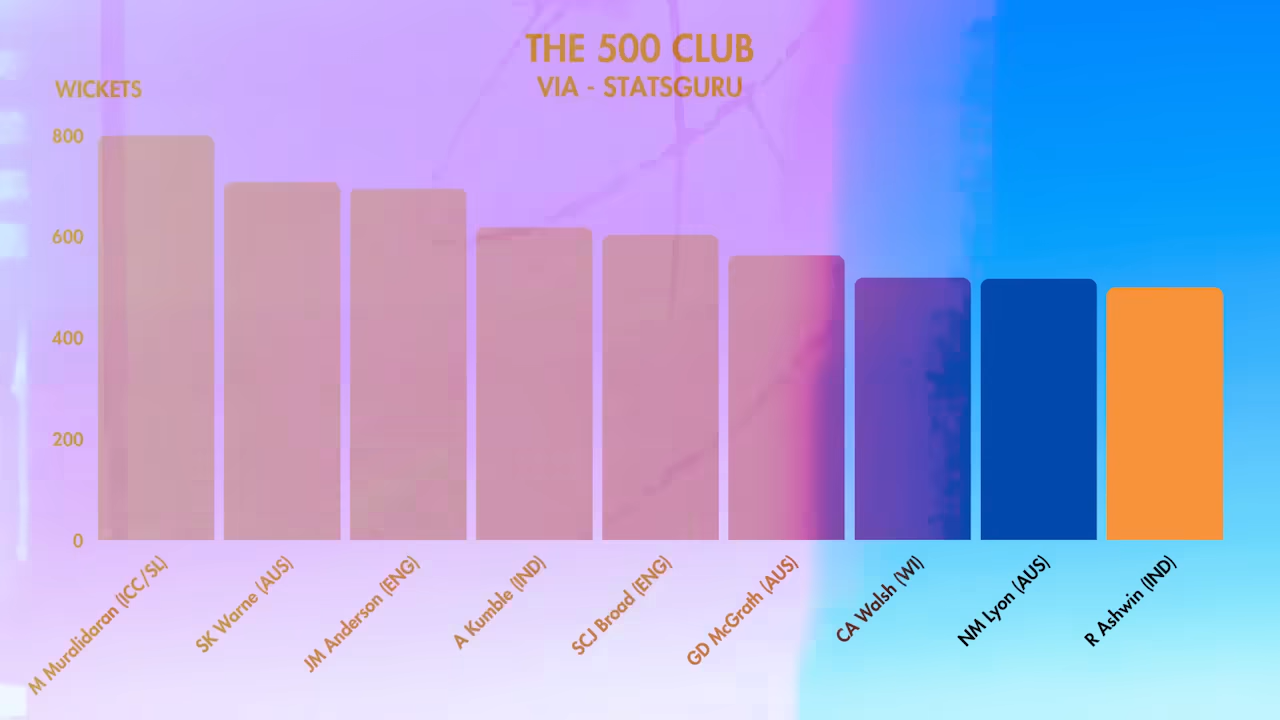 THE 500 CLUB
VIA - STATSGURU
WICKETS
800
600
400
200
0
M Muralidaran (ICC/SL)
SK Warne (AUS)
JM Anderson (ENG)
A Kumble (IND)
SCJ Broad (ENG)
GD McGrath (AUS)
CA Walsh (WI)
NM Lyon (AUS)
R Ashwin (IND)